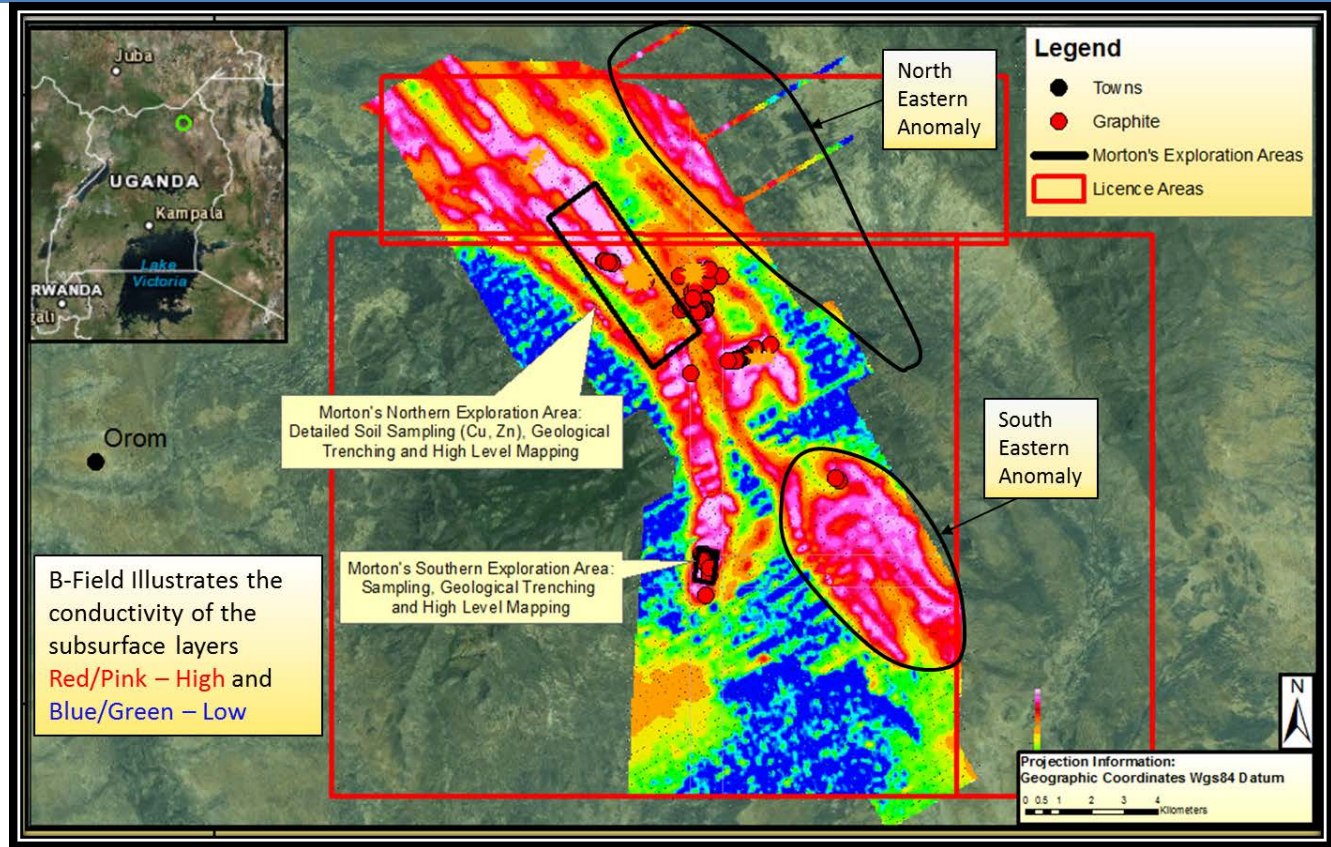 Juba
UGANDA
Kampala
Lake
Victoria
RWANDA
gali
North
Eastern
Anomaly
Legend
Towns
Graphite
Morton's Exploration Areas
Licence Areas
Morton's Northern Exploration Area:
Detailed Soil Sampling (Cu, Zn), Geological
Trenching and High Level Mapping
Orom
South
Eastern
Anomaly
Morton's Southern Exploration Area:
Sampling, Geological Trenching
and High Level Mapping
B-Field Illustrates the
conductivity of the
subsurface layers
Red/Pink – High and
Blue/Green – Low
N
Projection Information:
Geographic Coordinates Wgs84 Datum
0 0.5 1 2 3 4
Kilometers